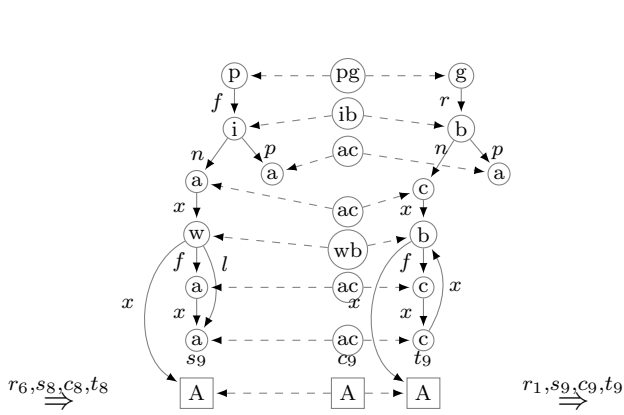 p pg g
f r
ib
i b
n p ac n p
a a
a c
x ac x
w b
wb
f l f
x a ac c x
x
x x
a ac c
s9 c9 t9
r6,s8,c8,t8 ⇒ A A A r1,s9,c9,t9 ⇒